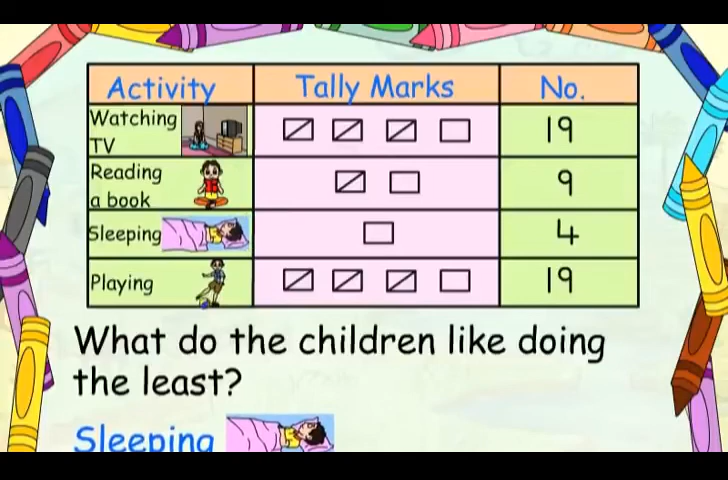 Activity Tally Marks No.
Watching
TV 19
Reading
a book 9
Sleeping 4
Playing 19
What do the children like doing
the least?
Sleeping